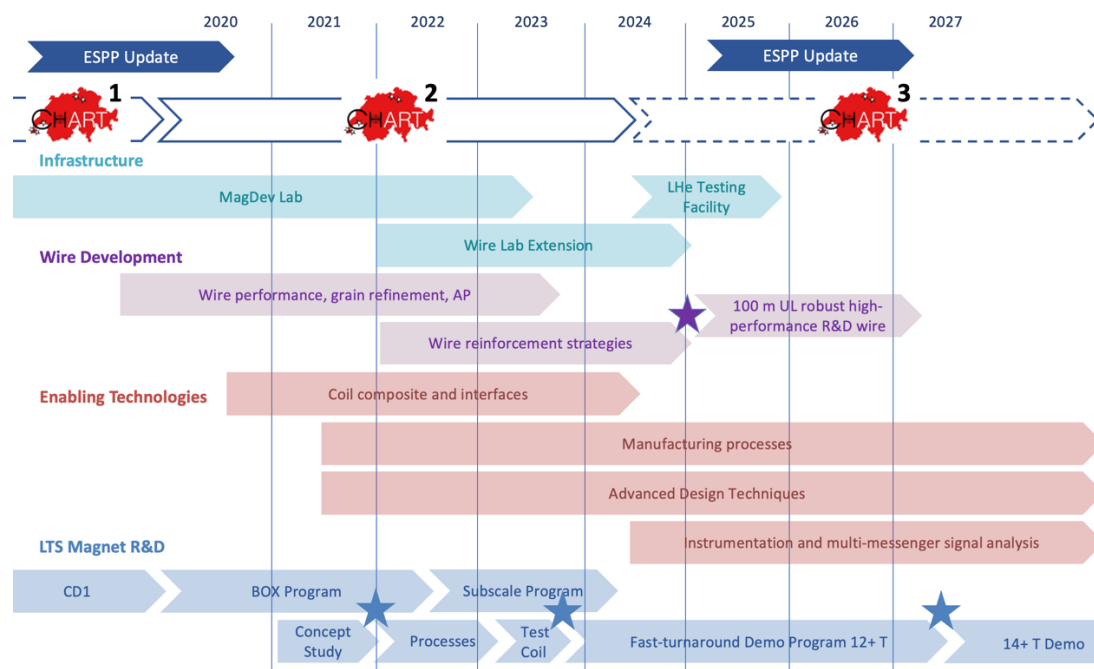 2020 2021 2022 2023 2024 2025 2026 2027
ESPP Update ESPP Update
CHART 1 CHART 2 CHART 3
Infrastructure
MagDev Lab
LHe Testing
Facility
Wire Lab Extension
Wire Development
Wire performance, grain refinement, AP
100 m UL robust high-
performance R&D wire
Wire reinforcement strategies
Enabling Technologies
Coil composite and interfaces
Manufacturing processes
Advanced Design Techniques
Instrumentation and multi-messenger signal analysis
LTS Magnet R&D
CD1 BOX Program Subscale Program
Concept
Study
Processes
Test
Coil
Fast-turnaround Demo Program 12+ T
14+ T Demo